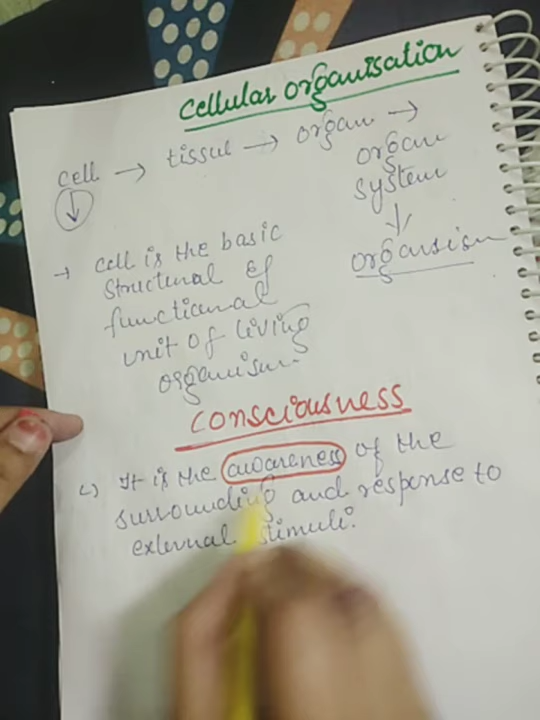 Cellular organisation
cell → tissue → organ →
organ
system
↓
organsism
→ cell is the basic
structural &
functional
unit of living
organism
consciousness
It is the awareness of the
surrounding and response to
external stimuli.